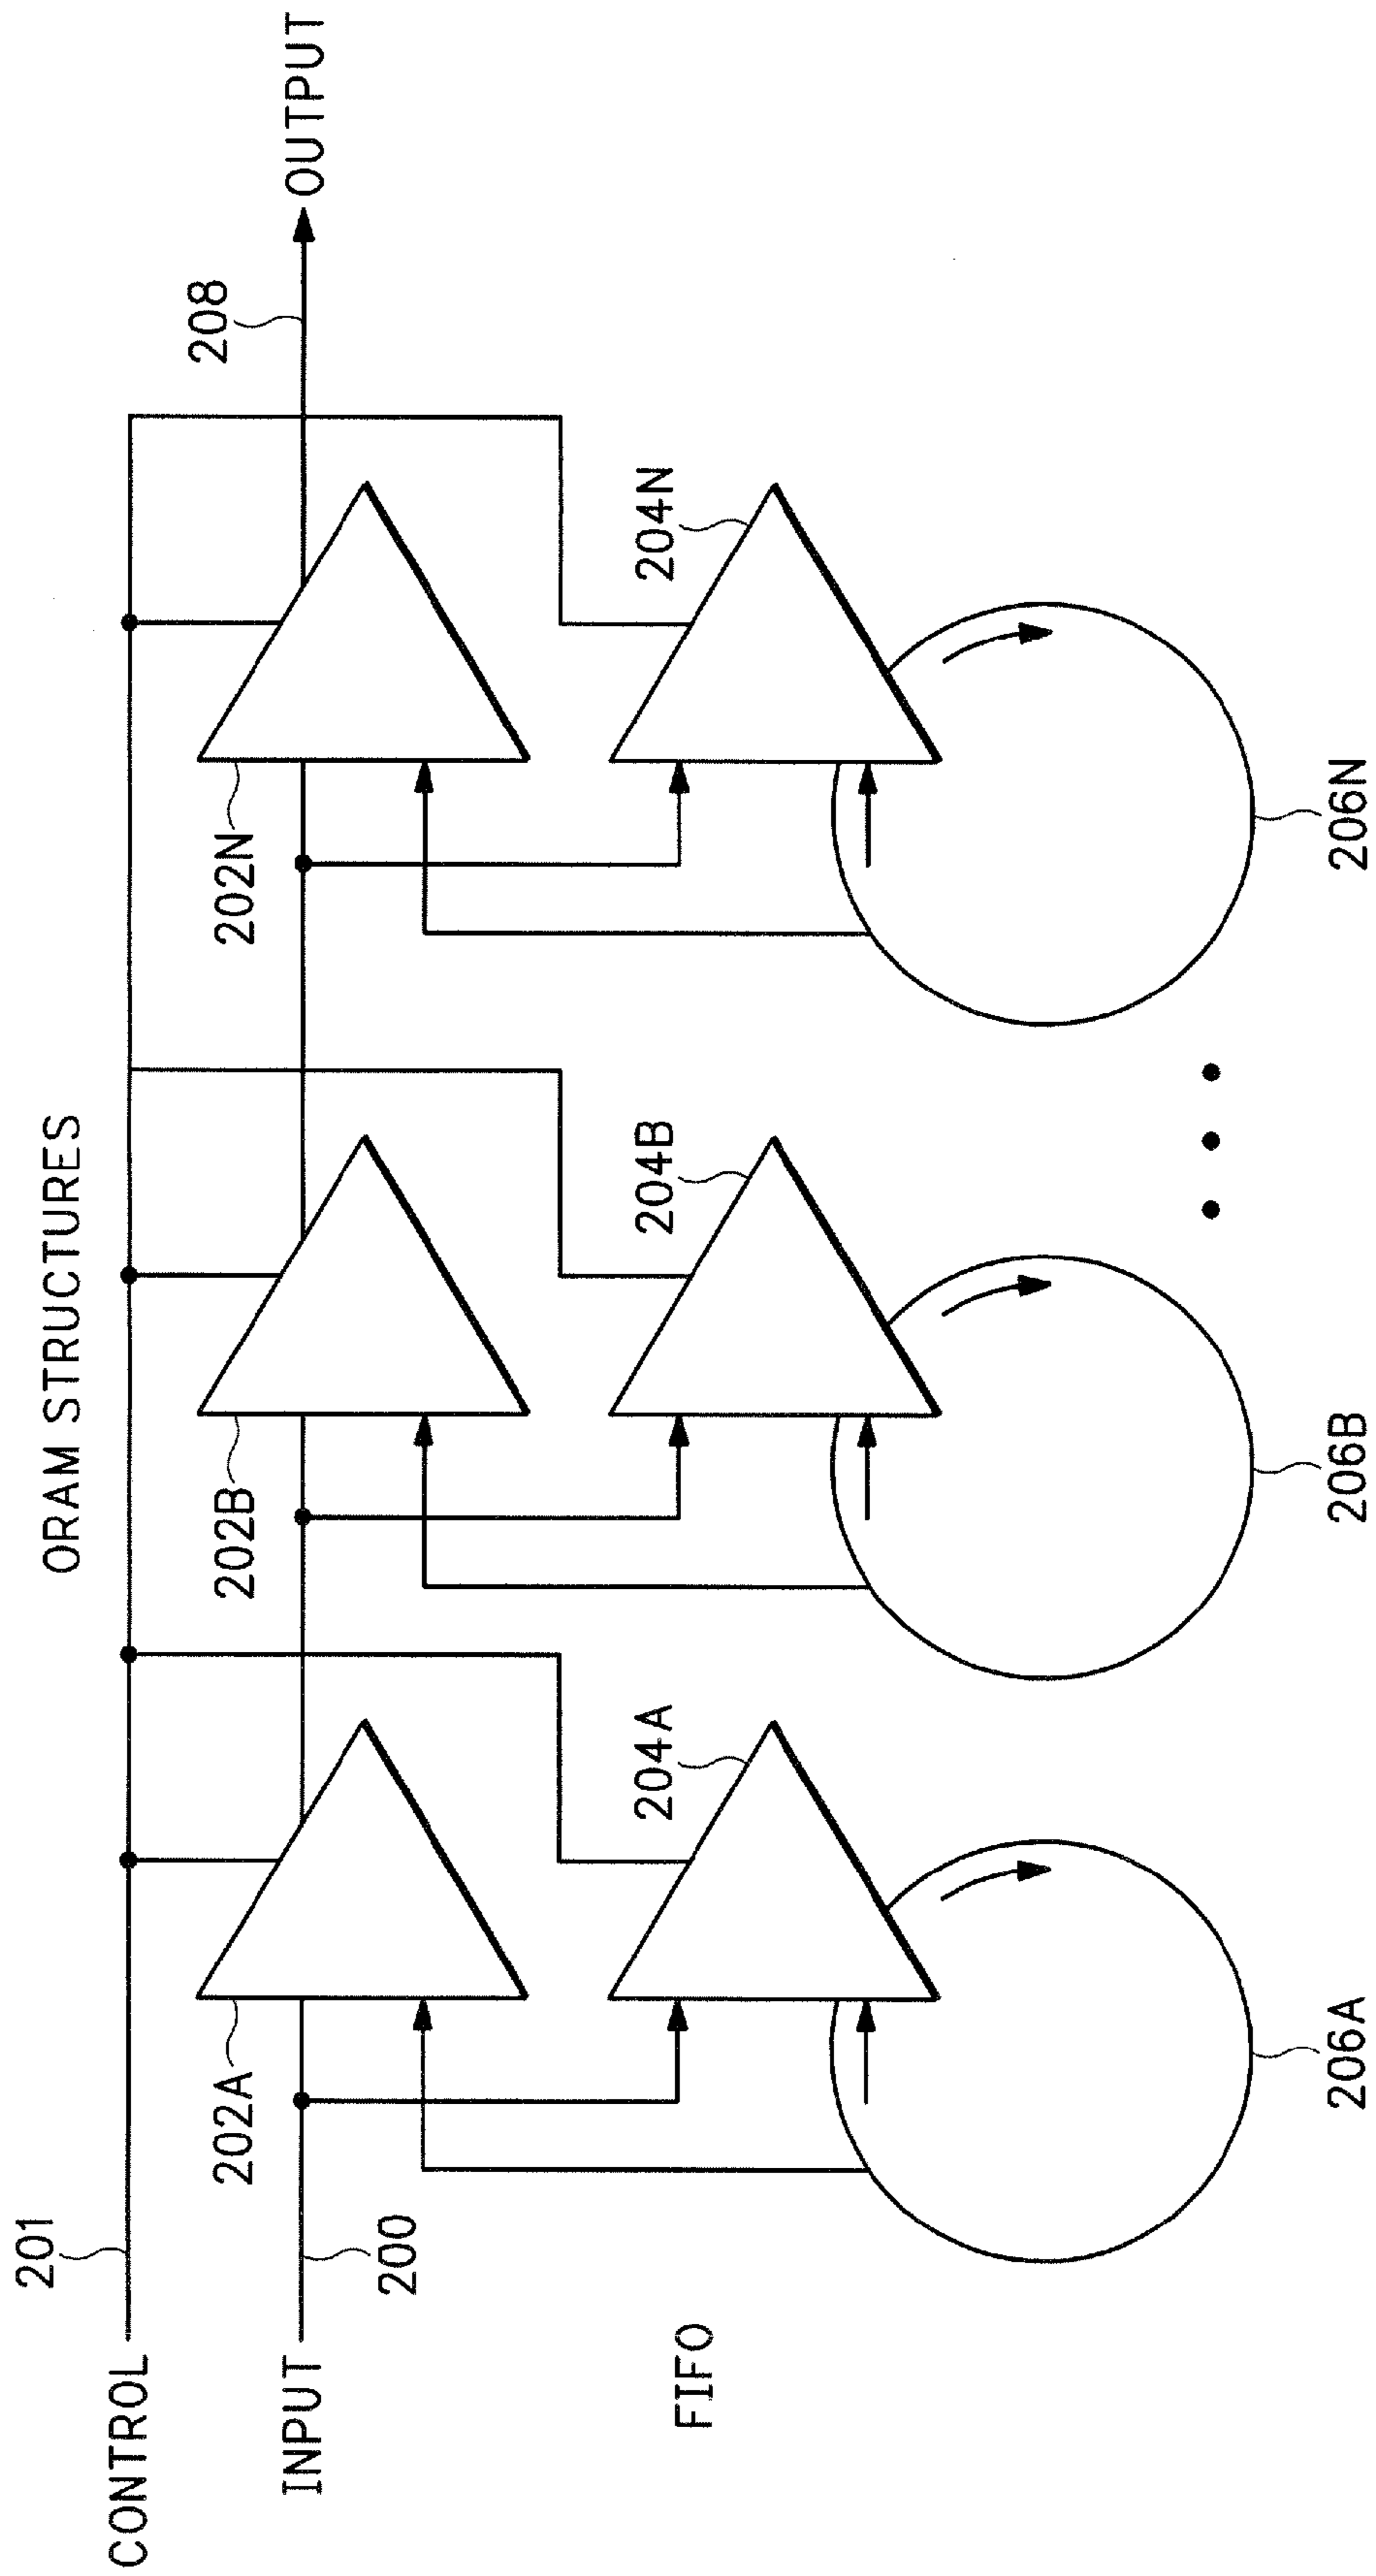 ORAM STRUCTURES
201
CONTROL
INPUT
200
202A
202B
202N
208
OUTPUT
FIFO
204A
204B
204N
206A
206B
206N